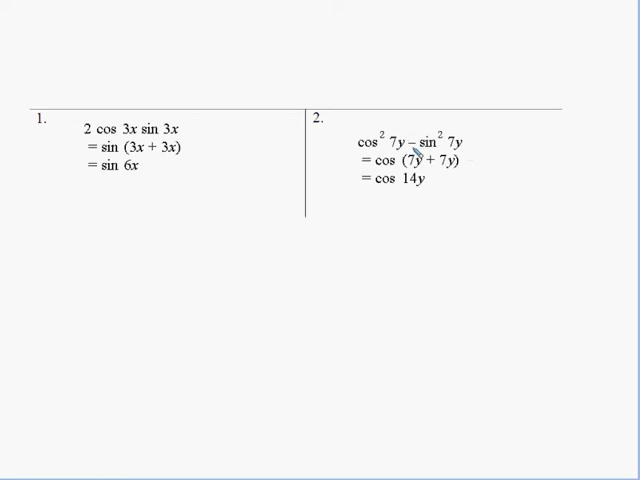 1.
2 cos 3x sin 3x
= sin (3x + 3x)
= sin 6x
2.
cos² 7y – sin² 7y
= cos (7y + 7y)
= cos 14y